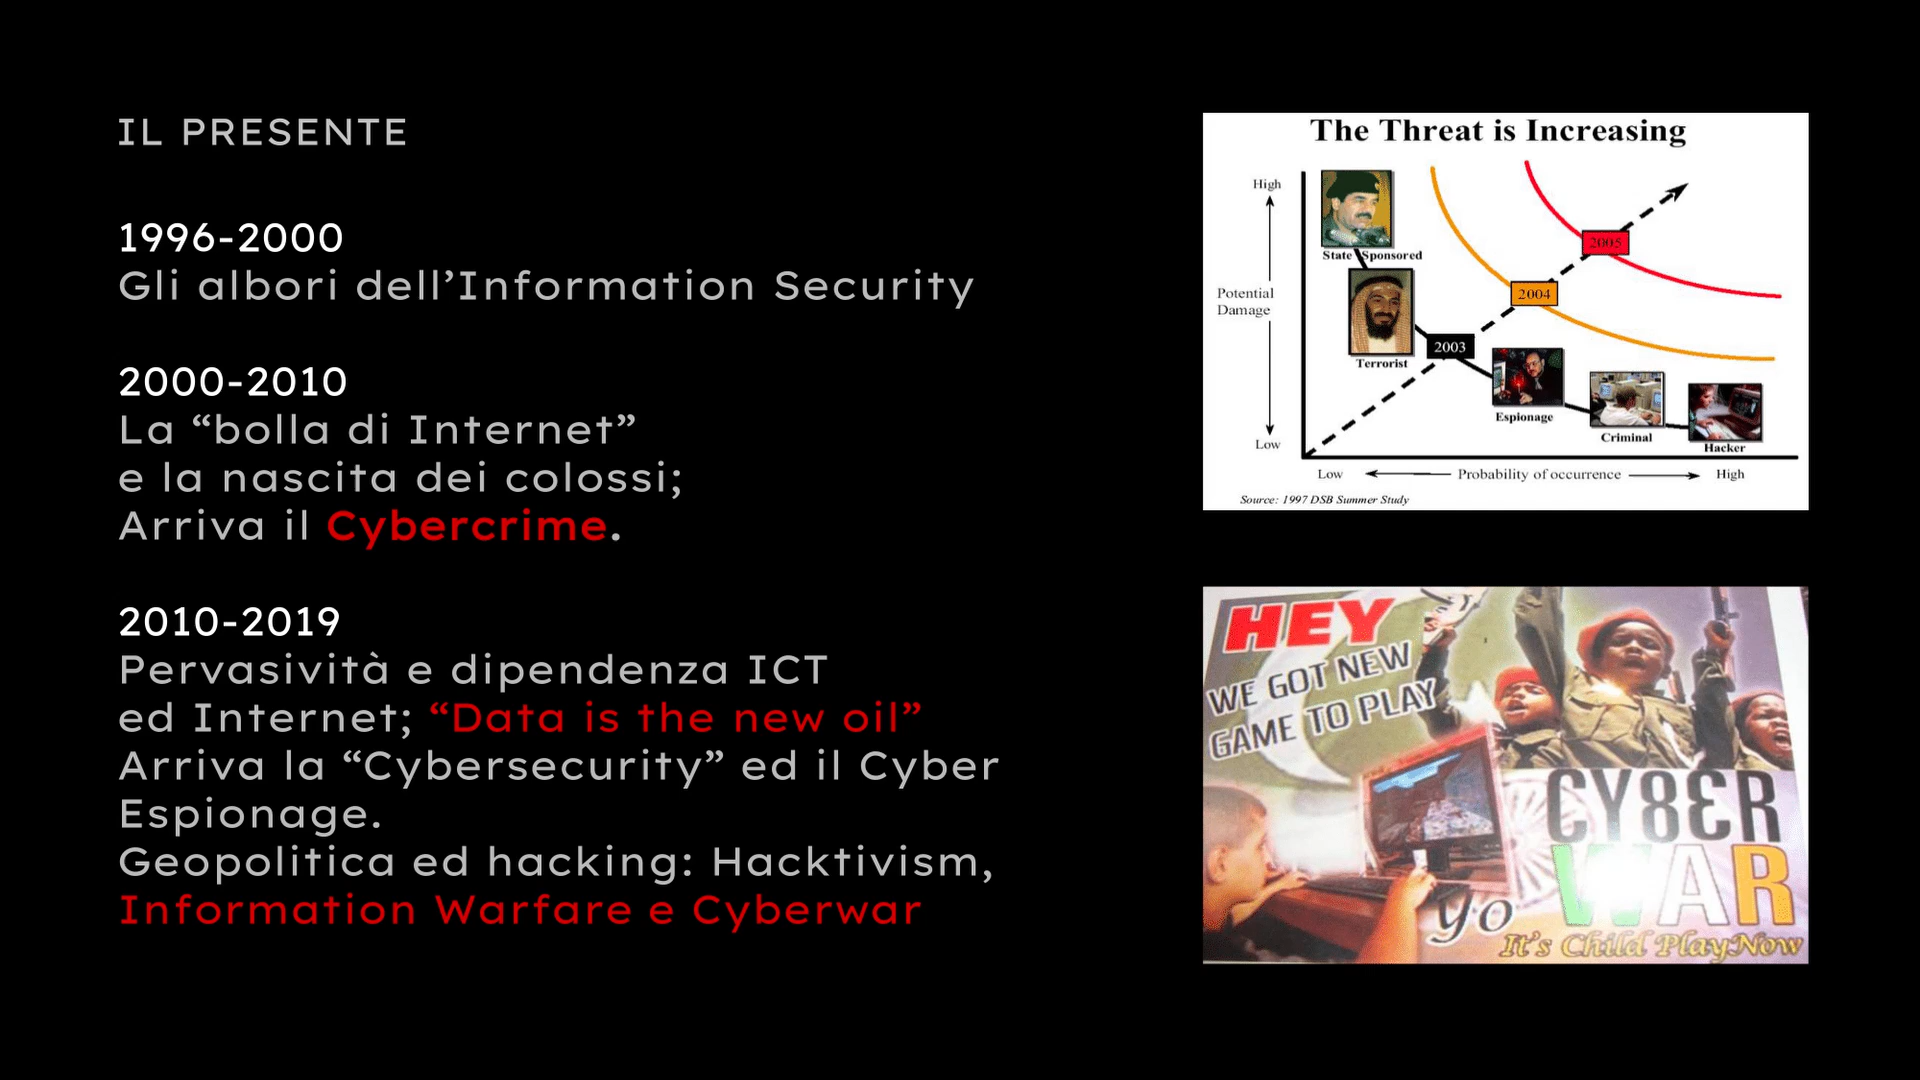 IL PRESENTE
1996-2000
Gli albori dell’Information Security
2000-2010
La “bolla di Internet”
e la nascita dei colossi;
Arriva il Cybercrime.
2010-2019
Pervasività e dipendenza ICT
ed Internet; “Data is the new oil”
Arriva la “Cybersecurity” ed il Cyber
Espionage.
Geopolitica ed hacking: Hacktivism,
Information Warfare e Cyberwar
The Threat is Increasing
High
Potential
Damage
Low
State Sponsored
Terrorist
2003
2004
2005
Espionage
Criminal
Hacker
Low
Probability of occurrence
High
Source: 1997 DSB Summer Study
HEY
WE GOT NEW
GAME TO PLAY
CY8ER
WAR
yo
It's Child Play Now